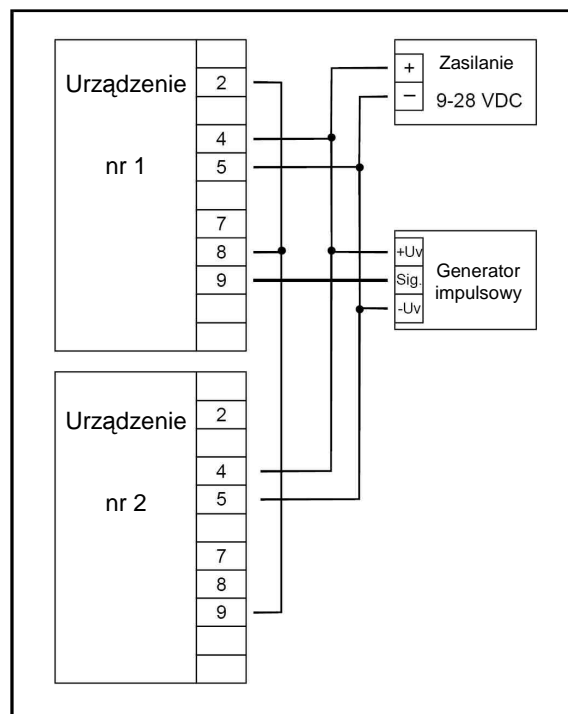 Urządzenie
nr 1
2
4
5
7
8
9
+
−
Zasilanie
9-28 VDC
+Uv
Sig.
-Uv
Generator
impulsowy
Urządzenie
nr 2
2
4
5
7
8
9